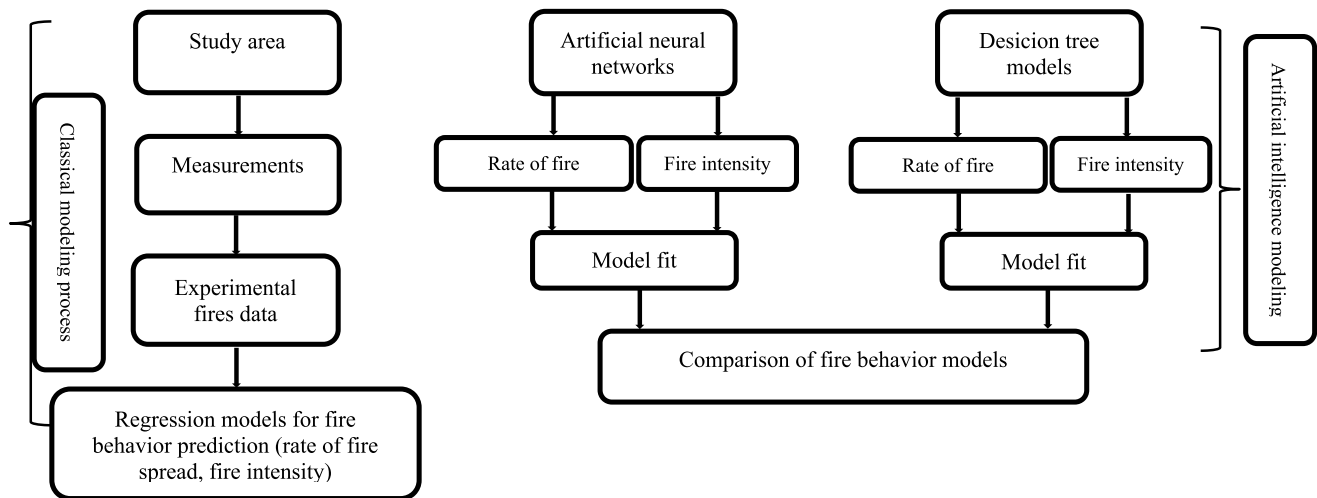 Classical modeling process
Study area
Measurements
Experimental
fires data
Regression models for fire
behavior prediction (rate of fire
spread, fire intensity)
Artificial neural
networks
Rate of fire
Fire intensity
Model fit
Desicion tree
models
Rate of fire
Fire intensity
Model fit
Comparison of fire behavior models
Artificial intelligence modeling